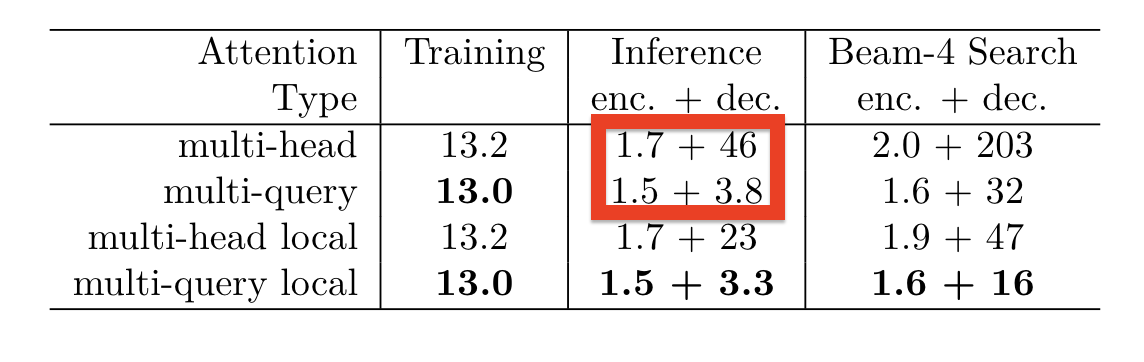 Attention Training Inference Beam-4 Search
Type enc. + dec. enc. + dec.
multi-head 13.2 1.7 + 46 2.0 + 203
multi-query 13.0 1.5 + 3.8 1.6 + 32
multi-head local 13.2 1.7 + 23 1.9 + 47
multi-query local 13.0 1.5 + 3.3 1.6 + 16